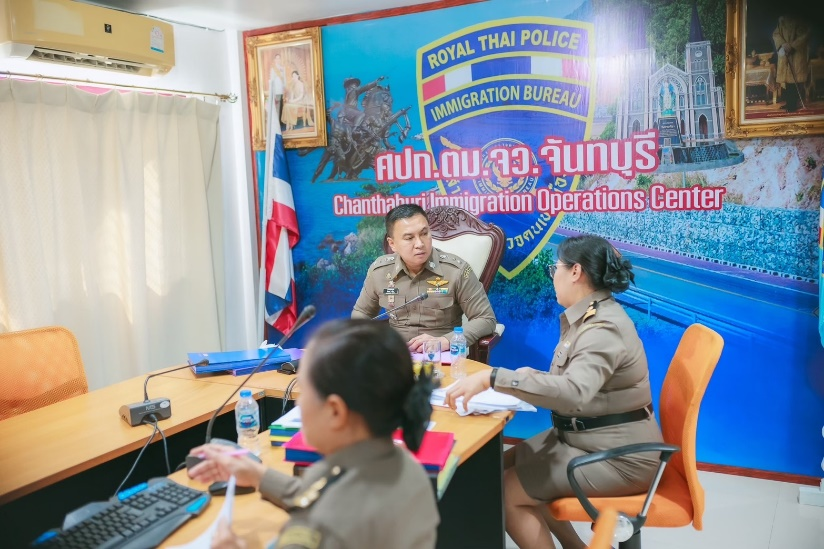 ROYAL THAI POLICE
IMMIGRATION BUREAU
ศปก.ตม.จว.จันทบุรี
Chanthaburi Immigration Operations Center